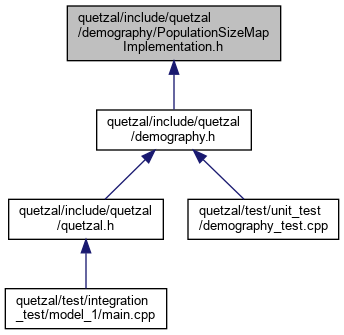 quetzal/include/quetzal
/demography/PopulationSizeMap
Implementation.h
quetzal/include/quetzal
/demography.h
quetzal/include/quetzal
/quetzal.h
quetzal/test/unit_test
/demography_test.cpp
quetzal/test/integration
_test/model_1/main.cpp